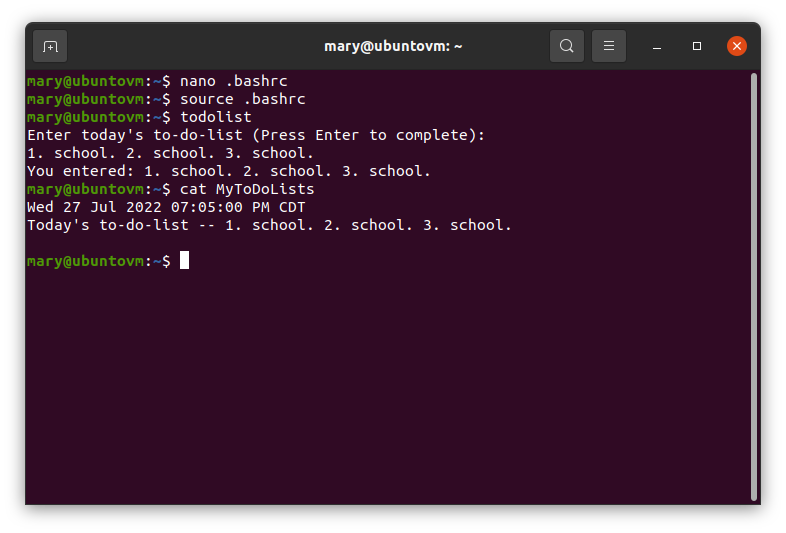 mary@ubuntovm: ~
mary@ubuntovm:~$ nano .bashrc
mary@ubuntovm:~$ source .bashrc
mary@ubuntovm:~$ todolist
Enter today's to-do-list (Press Enter to complete):
1. school. 2. school. 3. school.
You entered: 1. school. 2. school. 3. school.
mary@ubuntovm:~$ cat MyToDoLists
Wed 27 Jul 2022 07:05:00 PM CDT
Today's to-do-list -- 1. school. 2. school. 3. school.
mary@ubuntovm:~$